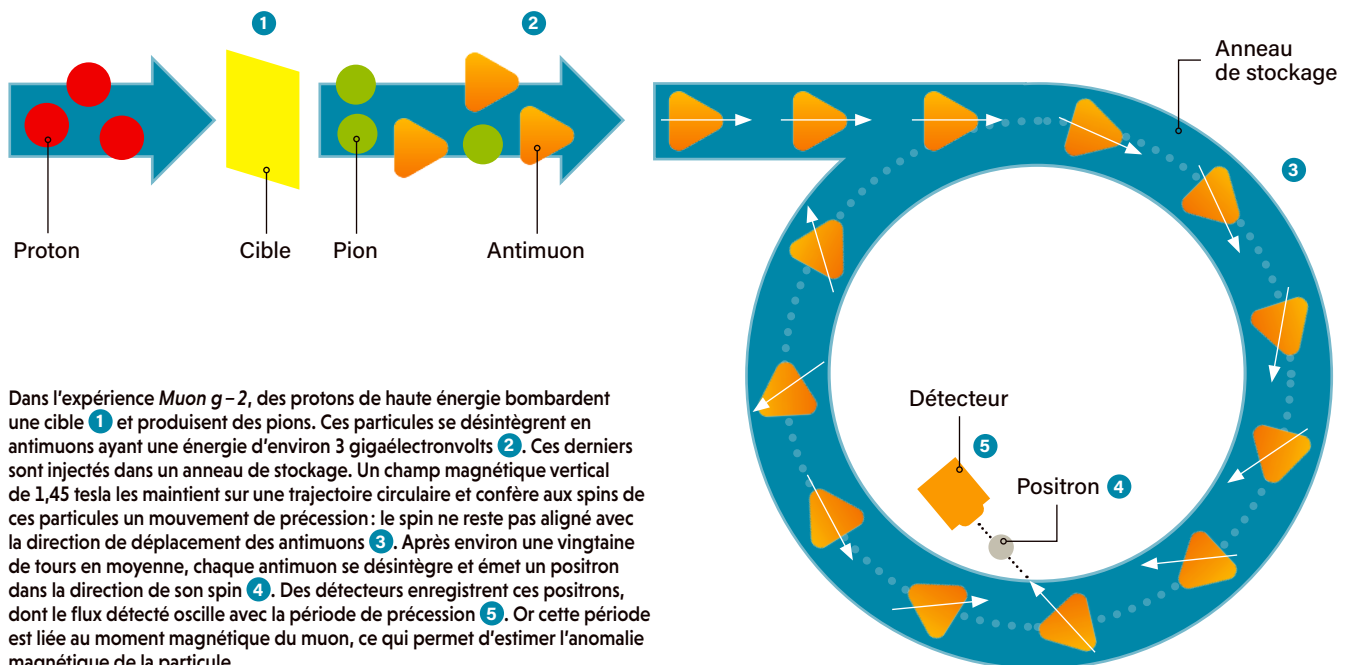 1
2
Anneau
de stockage
3
Proton
Cible
Pion
Antimuon
Détecteur
5
Positron 4
Dans l'expérience Muon g – 2, des protons de haute énergie bombardent
une cible 1 et produisent des pions. Ces particules se désintègrent en
antimuons ayant une énergie d'environ 3 gigaélectronvolts 2. Ces derniers
sont injectés dans un anneau de stockage. Un champ magnétique vertical
de 1,45 tesla les maintient sur une trajectoire circulaire et confère aux spins de
ces particules un mouvement de précession : le spin ne reste pas aligné avec
la direction de déplacement des antimuons 3. Après environ une vingtaine
de tours en moyenne, chaque antimuon se désintègre et émet un positron
dans la direction de son spin 4. Des détecteurs enregistrent ces positrons,
dont le flux détecté oscille avec la période de précession 5. Or cette période
est liée au moment magnétique du muon, ce qui permet d'estimer l'anomalie
magnétique de la particule.